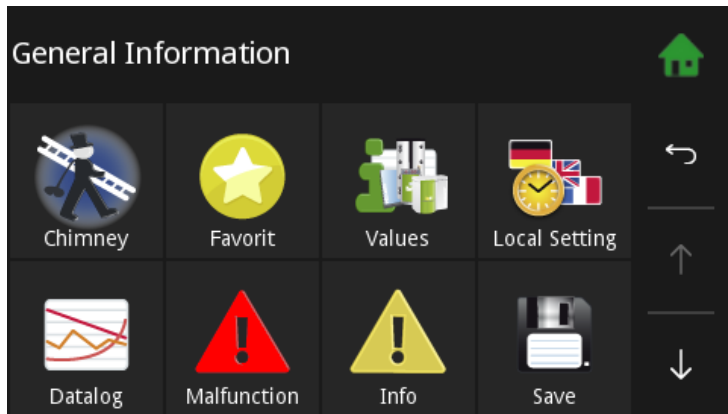 General Information
Chimney
Favorit
Values
Local Setting
Datalog
Malfunction
Info
Save